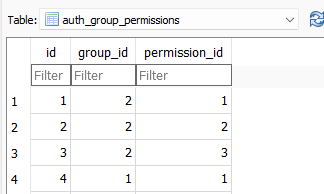 Table: auth_group_permissions
id group_id permission_id
Filter Filter Filter
1 1 2 1
2 2 2 2
3 3 2 3
4 4 1 1